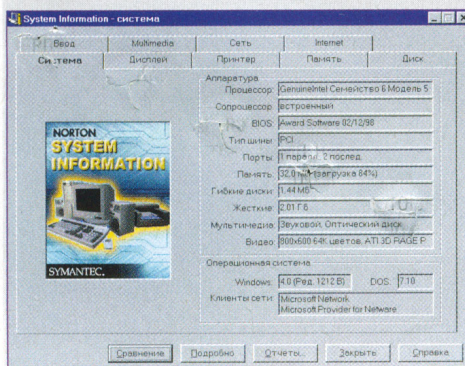 System Information - система
Ввод Multimedia Сеть Internet
Система Дисплей Принтер Память Диск
NORTON
SYSTEM
INFORMATION
SYMANTEC.
Аппаратура
Процессор: GenuineIntel Семейство 6 Модель 5
Сопроцессор: встроенный
BIOS: Award Software 02/12/98
Тип шины: PCI
Порты: 1 паралл. 2 послед.
Память: 32.0 (загрузка 84%)
Гибкие диски: 1.44 Мб
Жесткие: 2.01 Гб
Мультимедиа: Звуковой, Оптический диск
Видео: 800x600 64К цветов, ATI 3D RAGE P
Операционная система
Windows: 4.0 (Ред. 1212 B) DOS: 7.10
Клиенты сети: Microsoft Network
Microsoft Provider for Netware
Сравнение Подробно Отчеты... Закрыть Справка